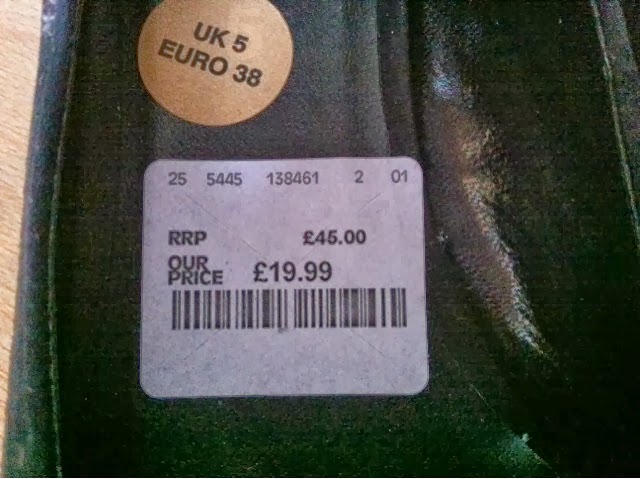 UK 5
EURO 38
25 5445 138461 2 01
RRP £45.00
OUR
PRICE £19.99